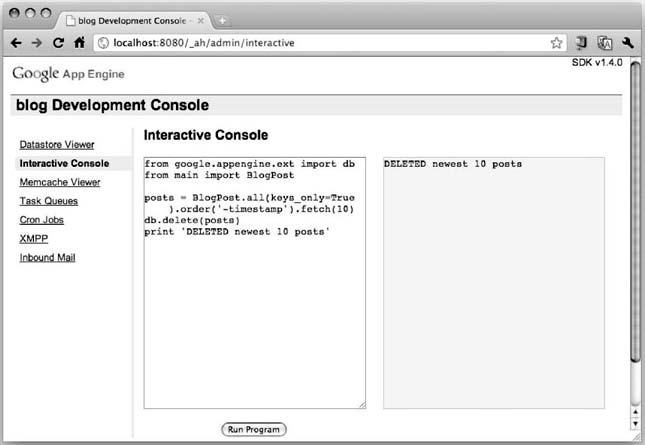 blog Development Console -
localhost:8080/_ah/admin/interactive
SDK v1.4.0
Google App Engine
blog Development Console
Datastore Viewer
Interactive Console
Memcache Viewer
Task Queues
Cron Jobs
XMPP
Inbound Mail
Interactive Console
from google.appengine.ext import db
from main import BlogPost
posts = BlogPost.all(keys_only=True
).order('-timestamp').fetch(10)
db.delete(posts)
print 'DELETED newest 10 posts'
DELETED newest 10 posts
Run Program